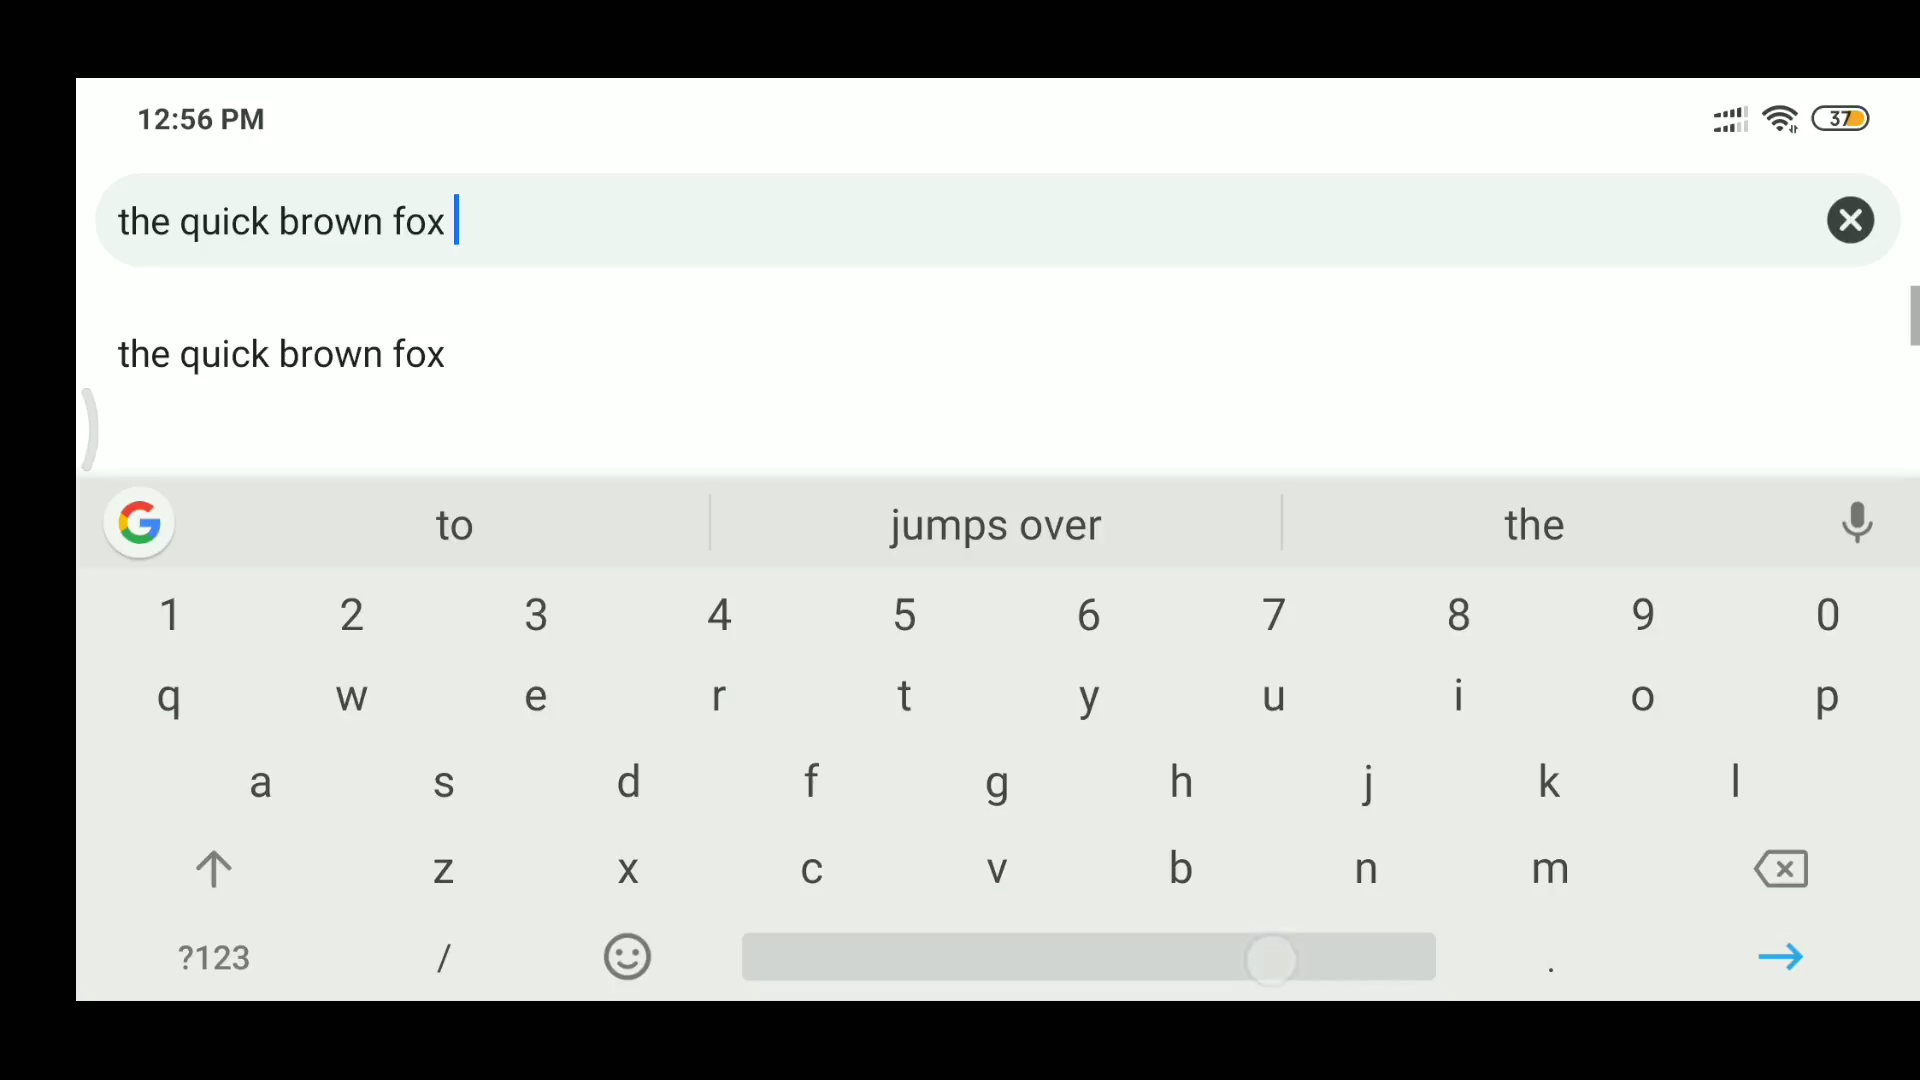 12:56 PM
37
the quick brown fox
the quick brown fox
to jumps over the
1 2 3 4 5 6 7 8 9 0
q w e r t y u i o p
a s d f g h j k l
z x c v b n m
?123 / .